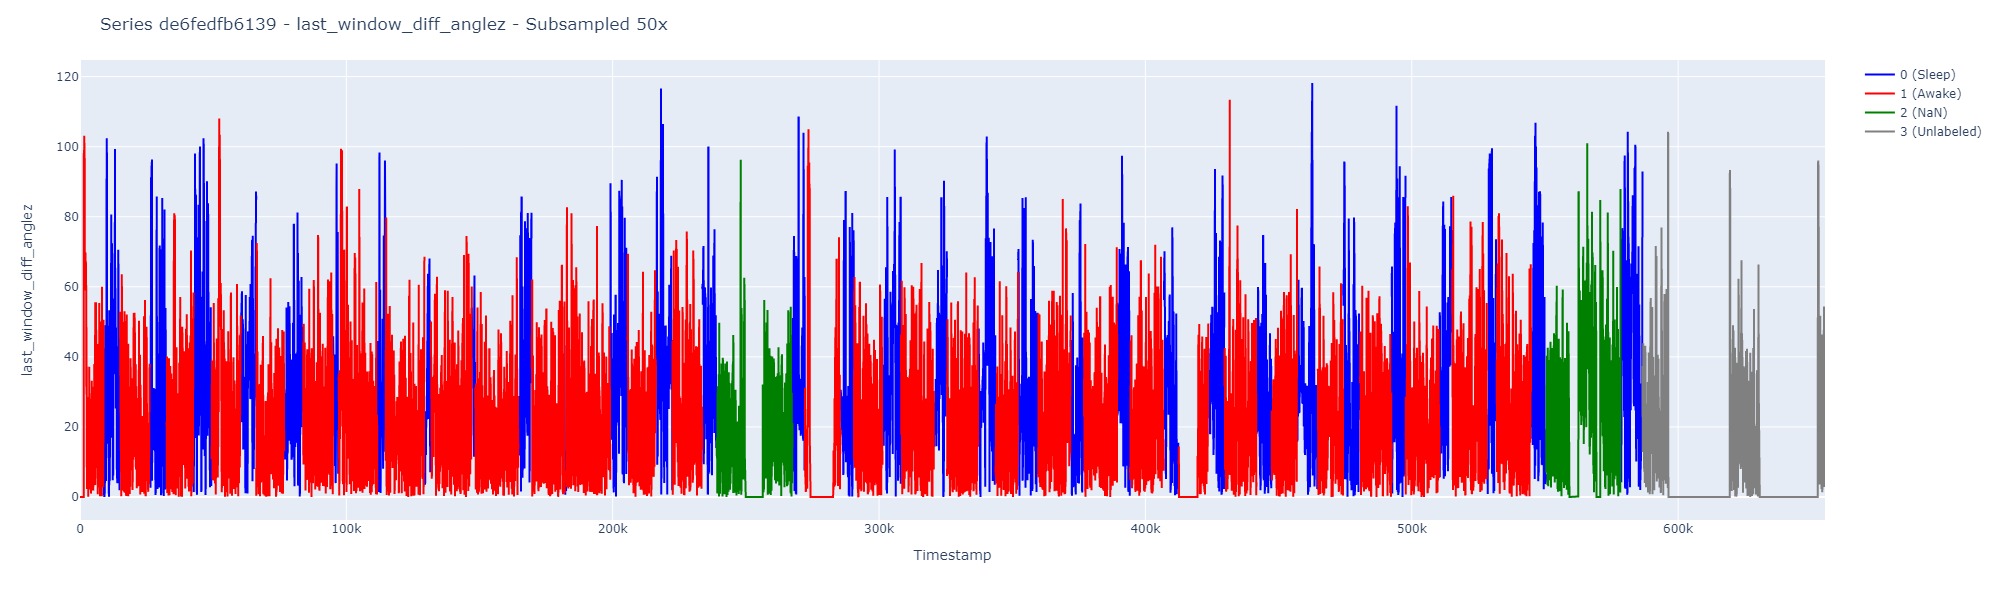 Series de6fedfb6139 - last_window_diff_anglez - Subsampled 50x
last_window_diff_anglez
120
100
80
60
40
20
0
0
100k
200k
300k
400k
500k
600k
Timestamp
0 (Sleep)
1 (Awake)
2 (NaN)
3 (Unlabeled)